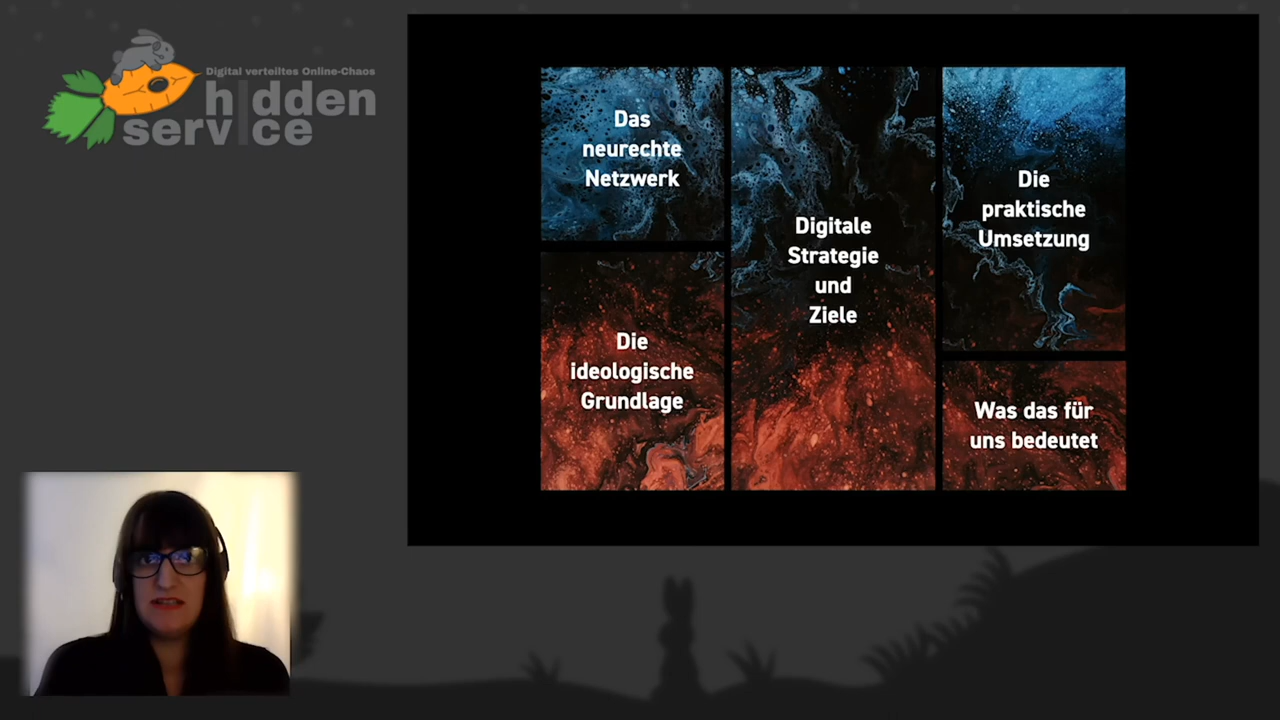 Digital verteiltes Online-Chaos
hidden
service
Das
neurechte
Netzwerk
Die
ideologische
Grundlage
Digitale
Strategie
und
Ziele
Die
praktische
Umsetzung
Was das für
uns bedeutet